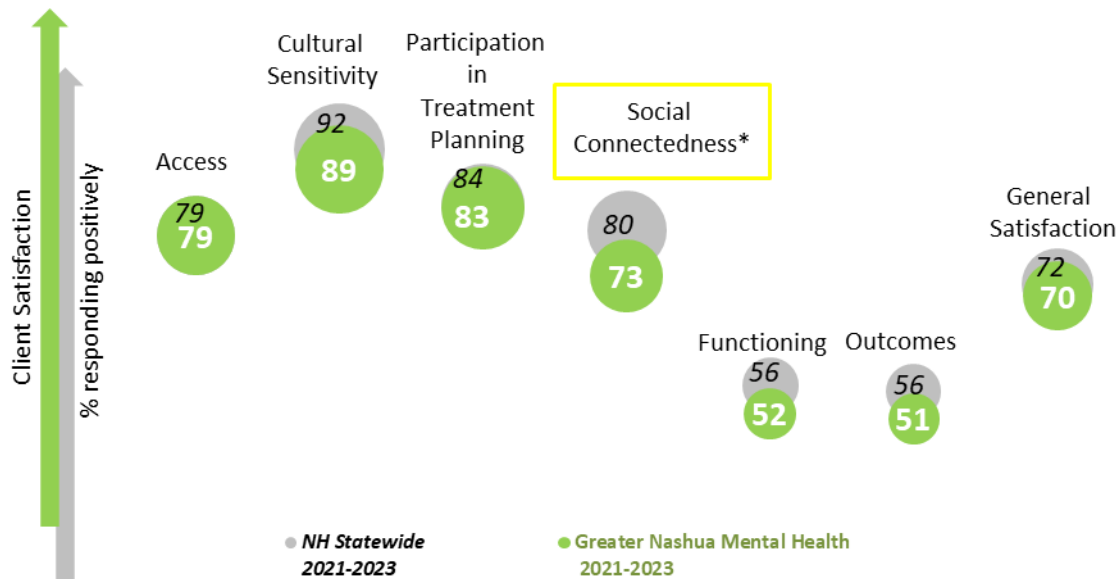 Client Satisfaction
% responding positively
Access
79
79
Cultural
Sensitivity
92
89
Participation
in
Treatment
Planning
84
83
Social
Connectedness*
80
73
Functioning
56
52
Outcomes
56
51
General
Satisfaction
72
70
NH Statewide
2021-2023
Greater Nashua Mental Health
2021-2023